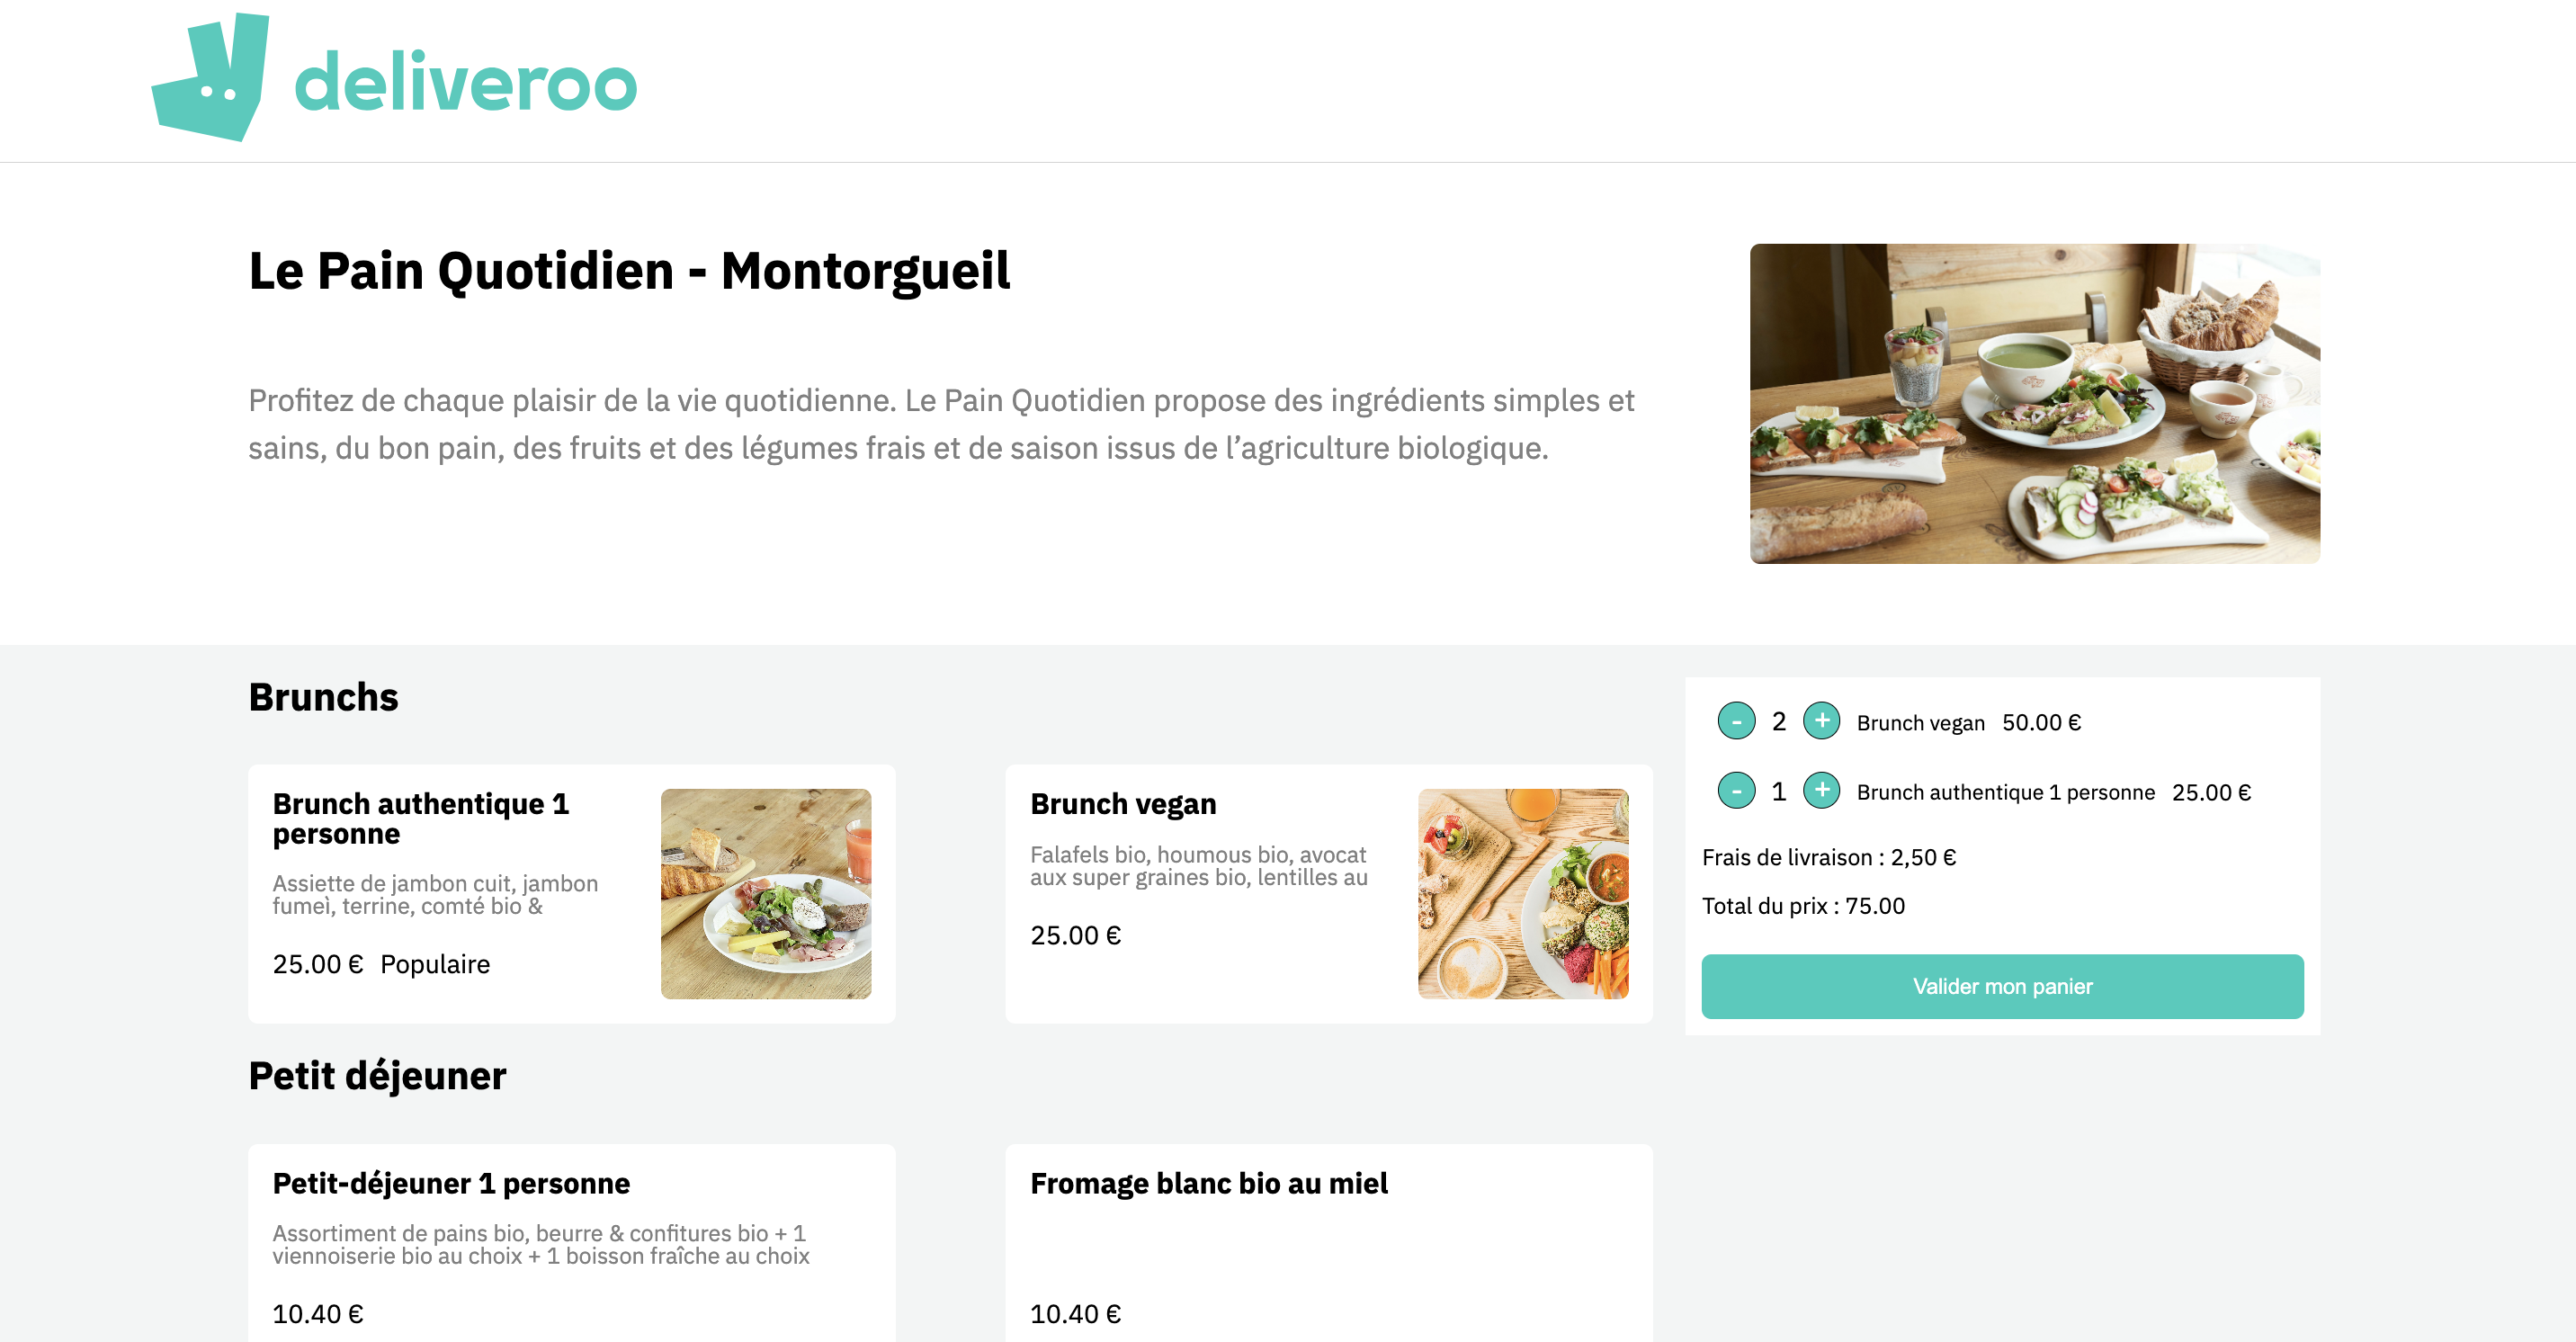 deliveroo
Le Pain Quotidien - Montorgueil
Profitez de chaque plaisir de la vie quotidienne. Le Pain Quotidien propose des ingrédients simples et
sains, du bon pain, des fruits et des légumes frais et de saison issus de l’agriculture biologique.
Brunchs
Brunch authentique 1
personne
Assiette de jambon cuit, jambon
fumeì, terrine, comté bio &
25.00 € Populaire
Brunch vegan
Falafels bio, houmous bio, avocat
aux super graines bio, lentilles au
25.00 €
- 2 + Brunch vegan 50.00 €
- 1 + Brunch authentique 1 personne 25.00 €
Frais de livraison : 2,50 €
Total du prix : 75.00
Valider mon panier
Petit déjeuner
Petit-déjeuner 1 personne
Assortiment de pains bio, beurre & confitures bio + 1
viennoiserie bio au choix + 1 boisson fraîche au choix
10.40 €
Fromage blanc bio au miel
10.40 €